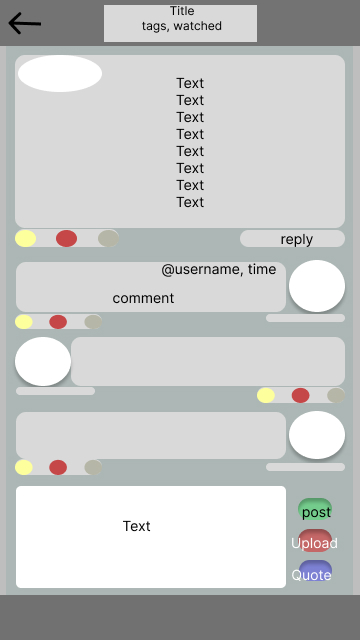 Title
tags, watched
Text
Text
Text
Text
Text
Text
Text
Text
reply
@username, time
comment
Text
post
Upload
Quote